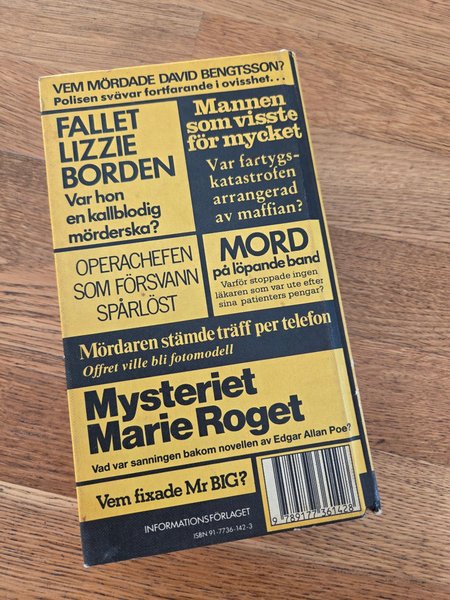 VEM MÖRDADE DAVID BENGTSSON?
Polisen svävar fortfarande i ovisshet...
FALLET
LIZZIE
BORDEN
Var hon
en kallblodig
mörderska?
Mannen
som visste
för mycket
Var fartygs-
katastrofen
arrangerad
av maffian?
OPERACHEFEN
SOM FÖRSVANN
SPÅRLÖST
MORD
på löpande band
Varför stoppade ingen
läkaren som var ute efter
sina patienters pengar?
Mördaren stämde träff per telefon
Offret ville bli fotomodell
Mysteriet
Marie Roget
Vad var sanningen bakom novellen av Edgar Allan Poe?
Vem fixade Mr BIG?
INFORMATIONSFÖRLAGET
ISBN 91-7736-142-3
9 789177 361428